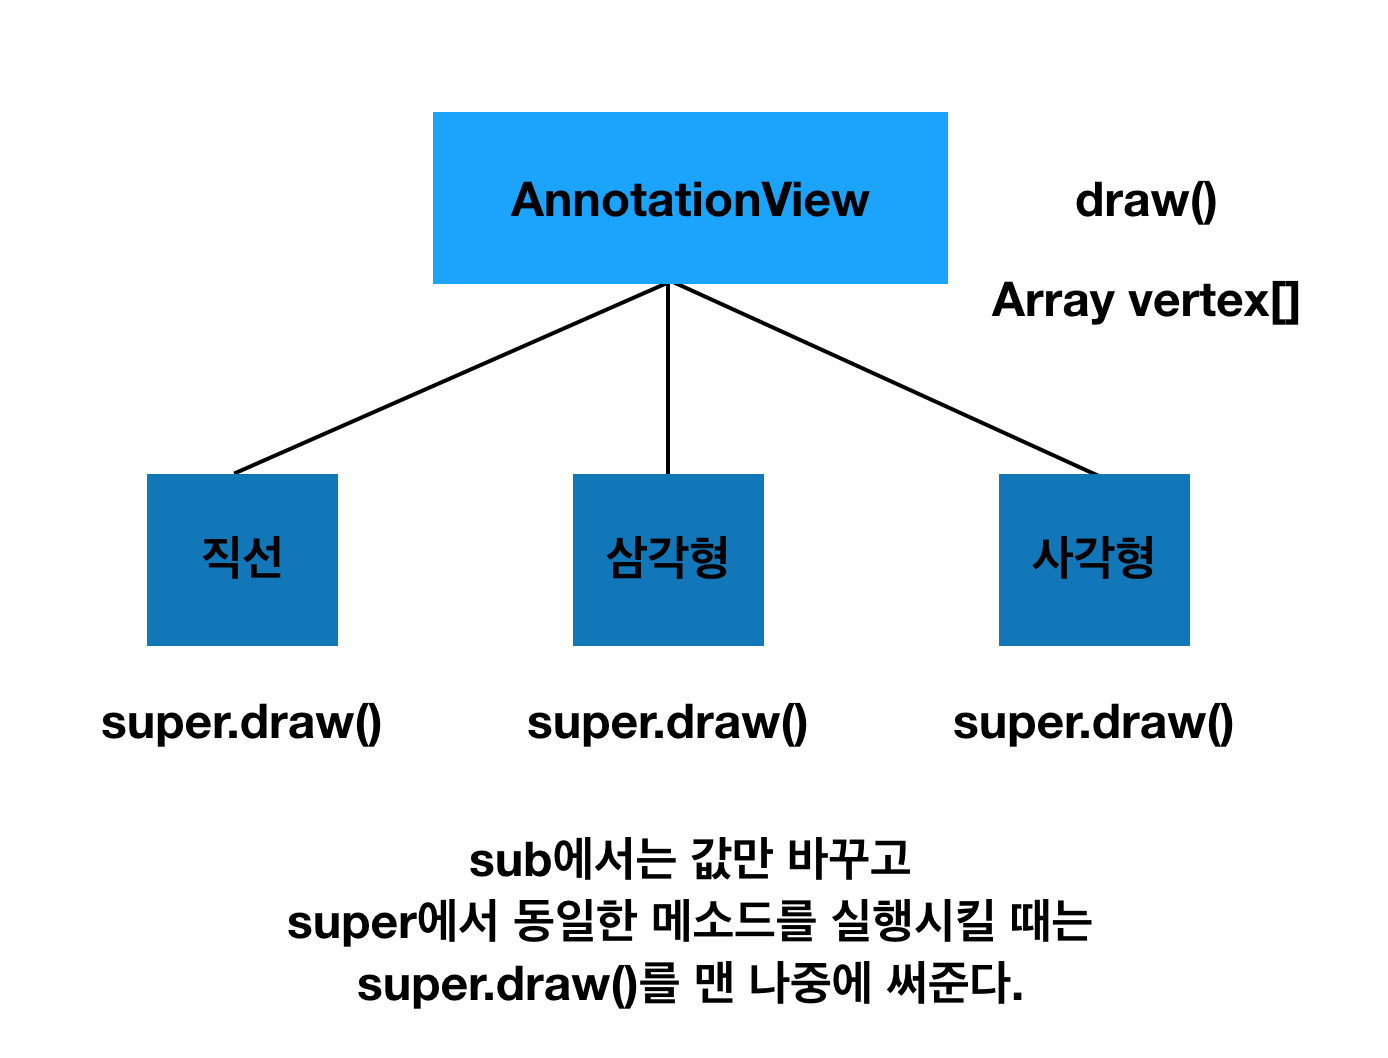 AnnotationView
draw()
Array vertex[]
직선
삼각형
사각형
super.draw()
super.draw()
super.draw()
sub에서는 값만 바꾸고
super에서 동일한 메소드를 실행시킬 때는
super.draw()를 맨 나중에 써준다.